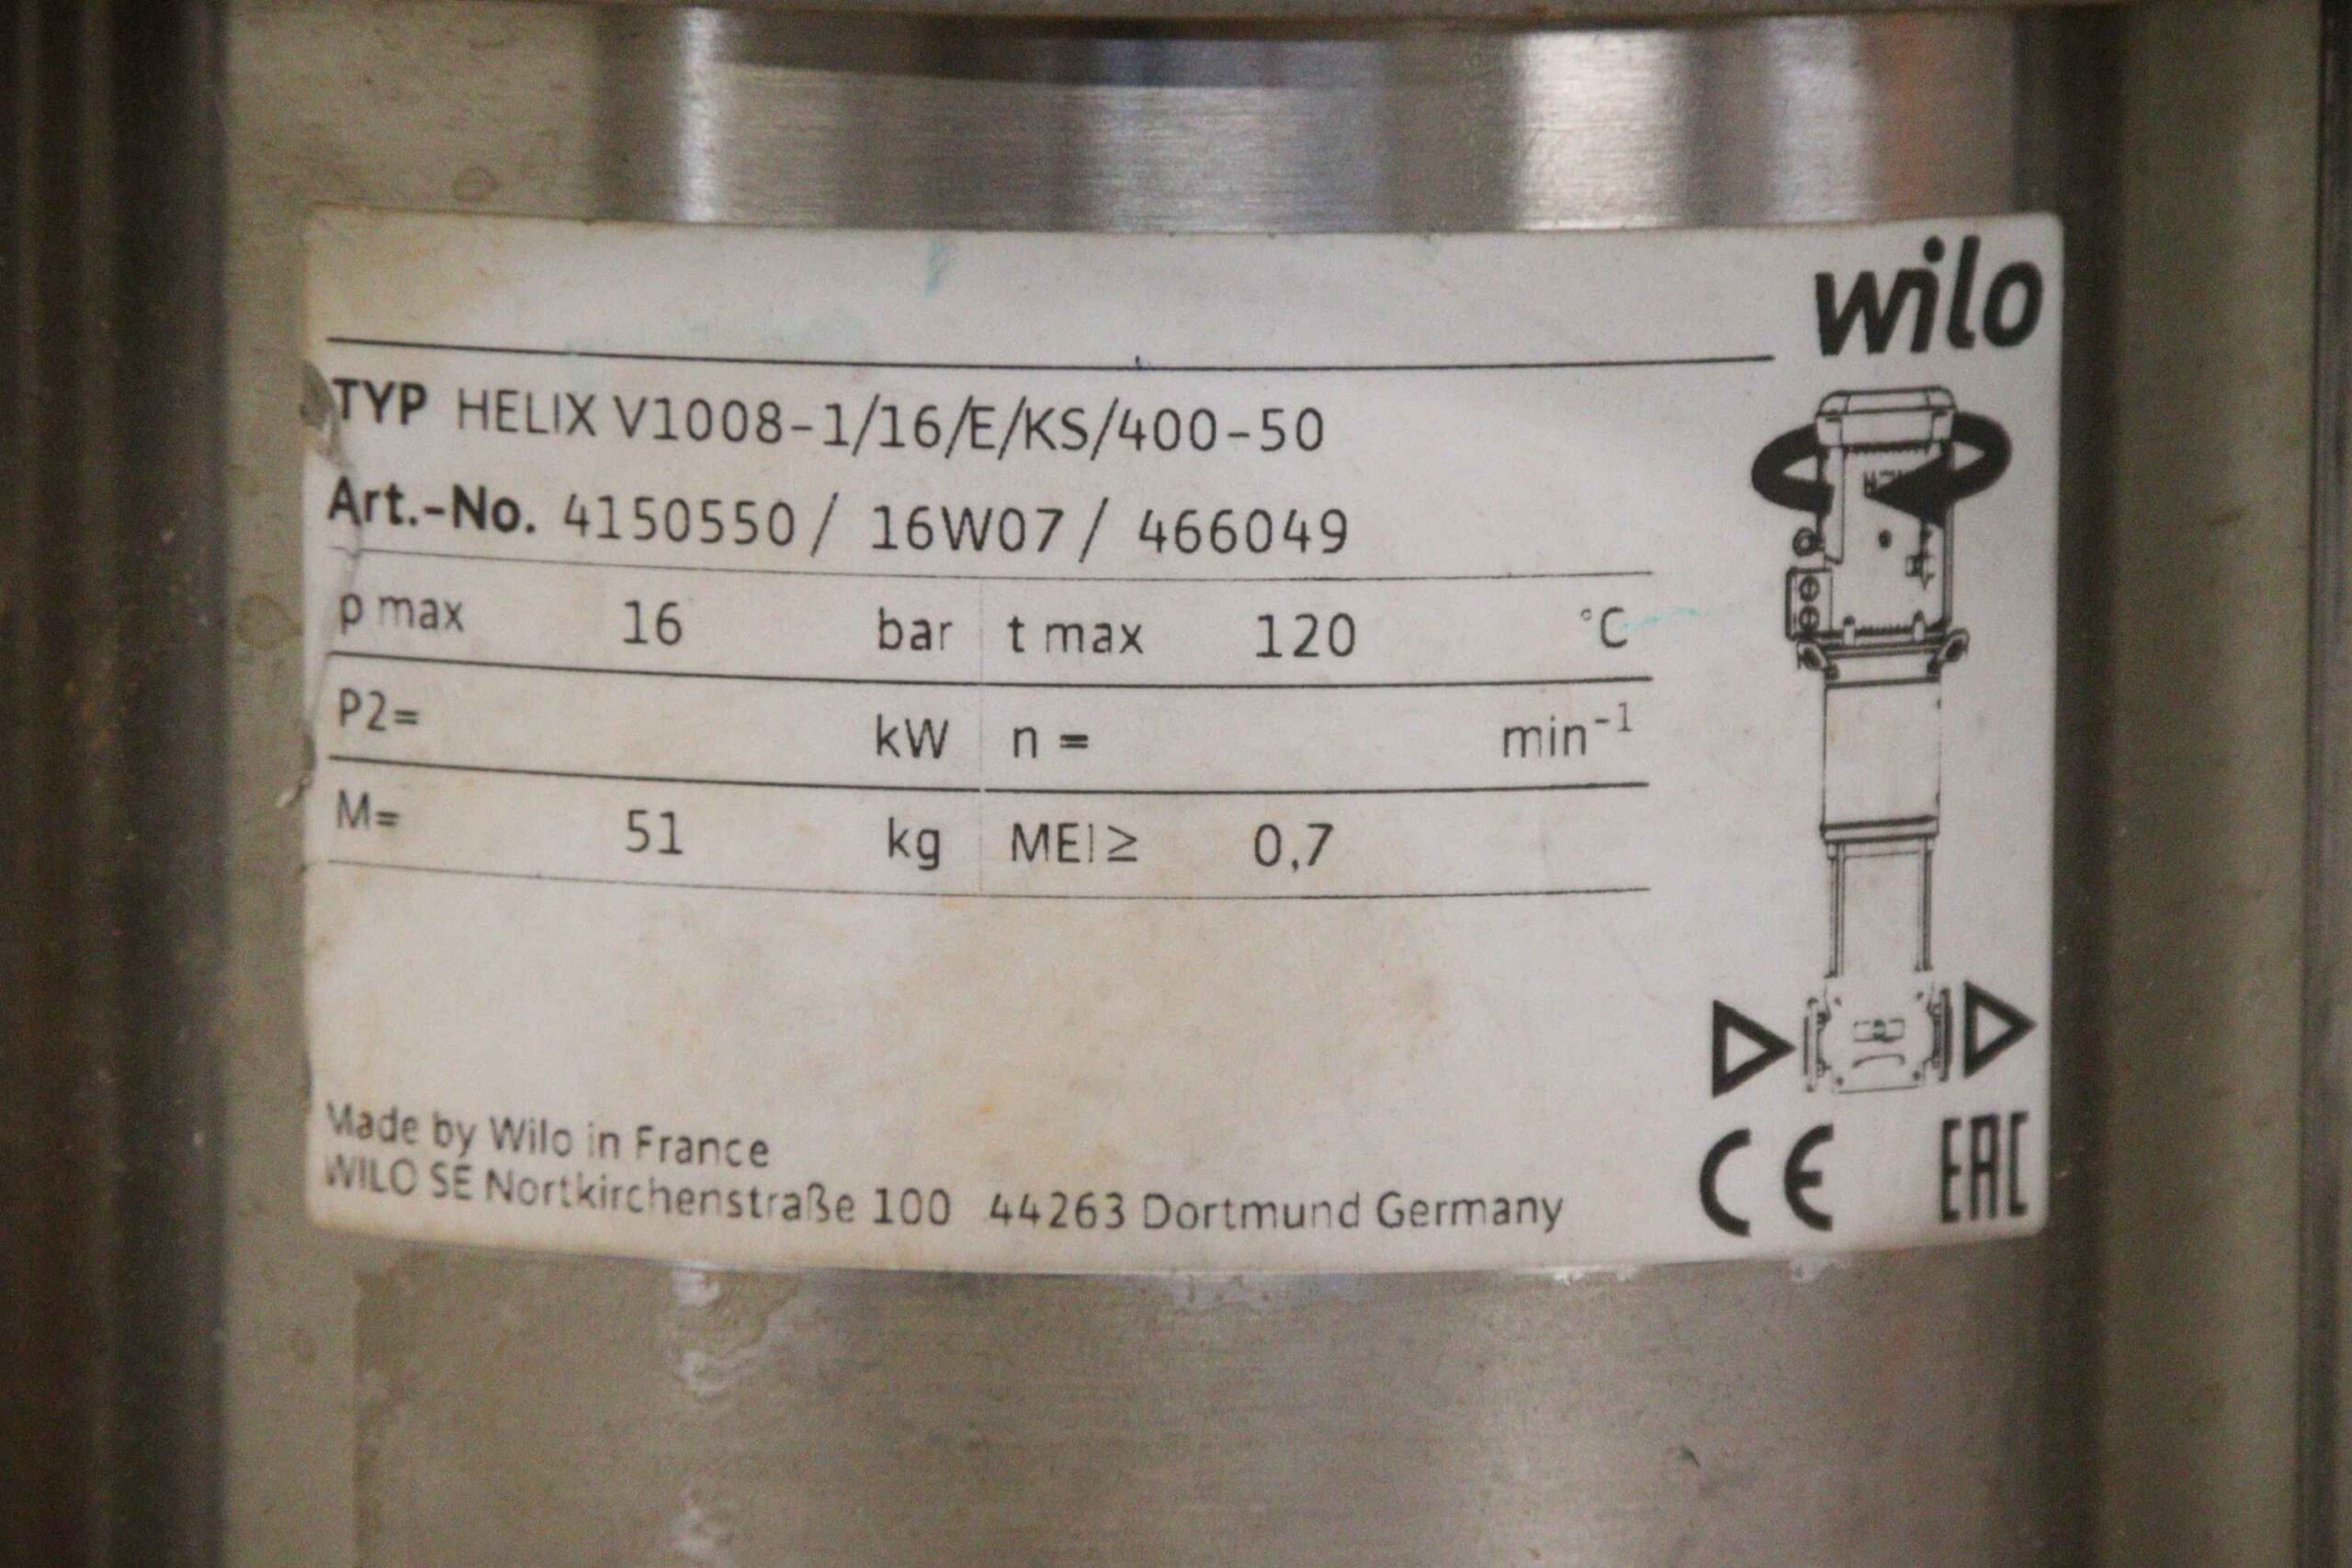 wilo
TYP HELIX V1008-1/16/E/KS/400-50
Art.-No. 4150550 / 16W07 / 466049
p max 16 bar t max 120 °C
P2= kW n = min⁻¹
M= 51 kg MEI ≥ 0,7
Made by Wilo in France
WILO SE Nortkirchenstraße 100 44263 Dortmund Germany
CE EAC